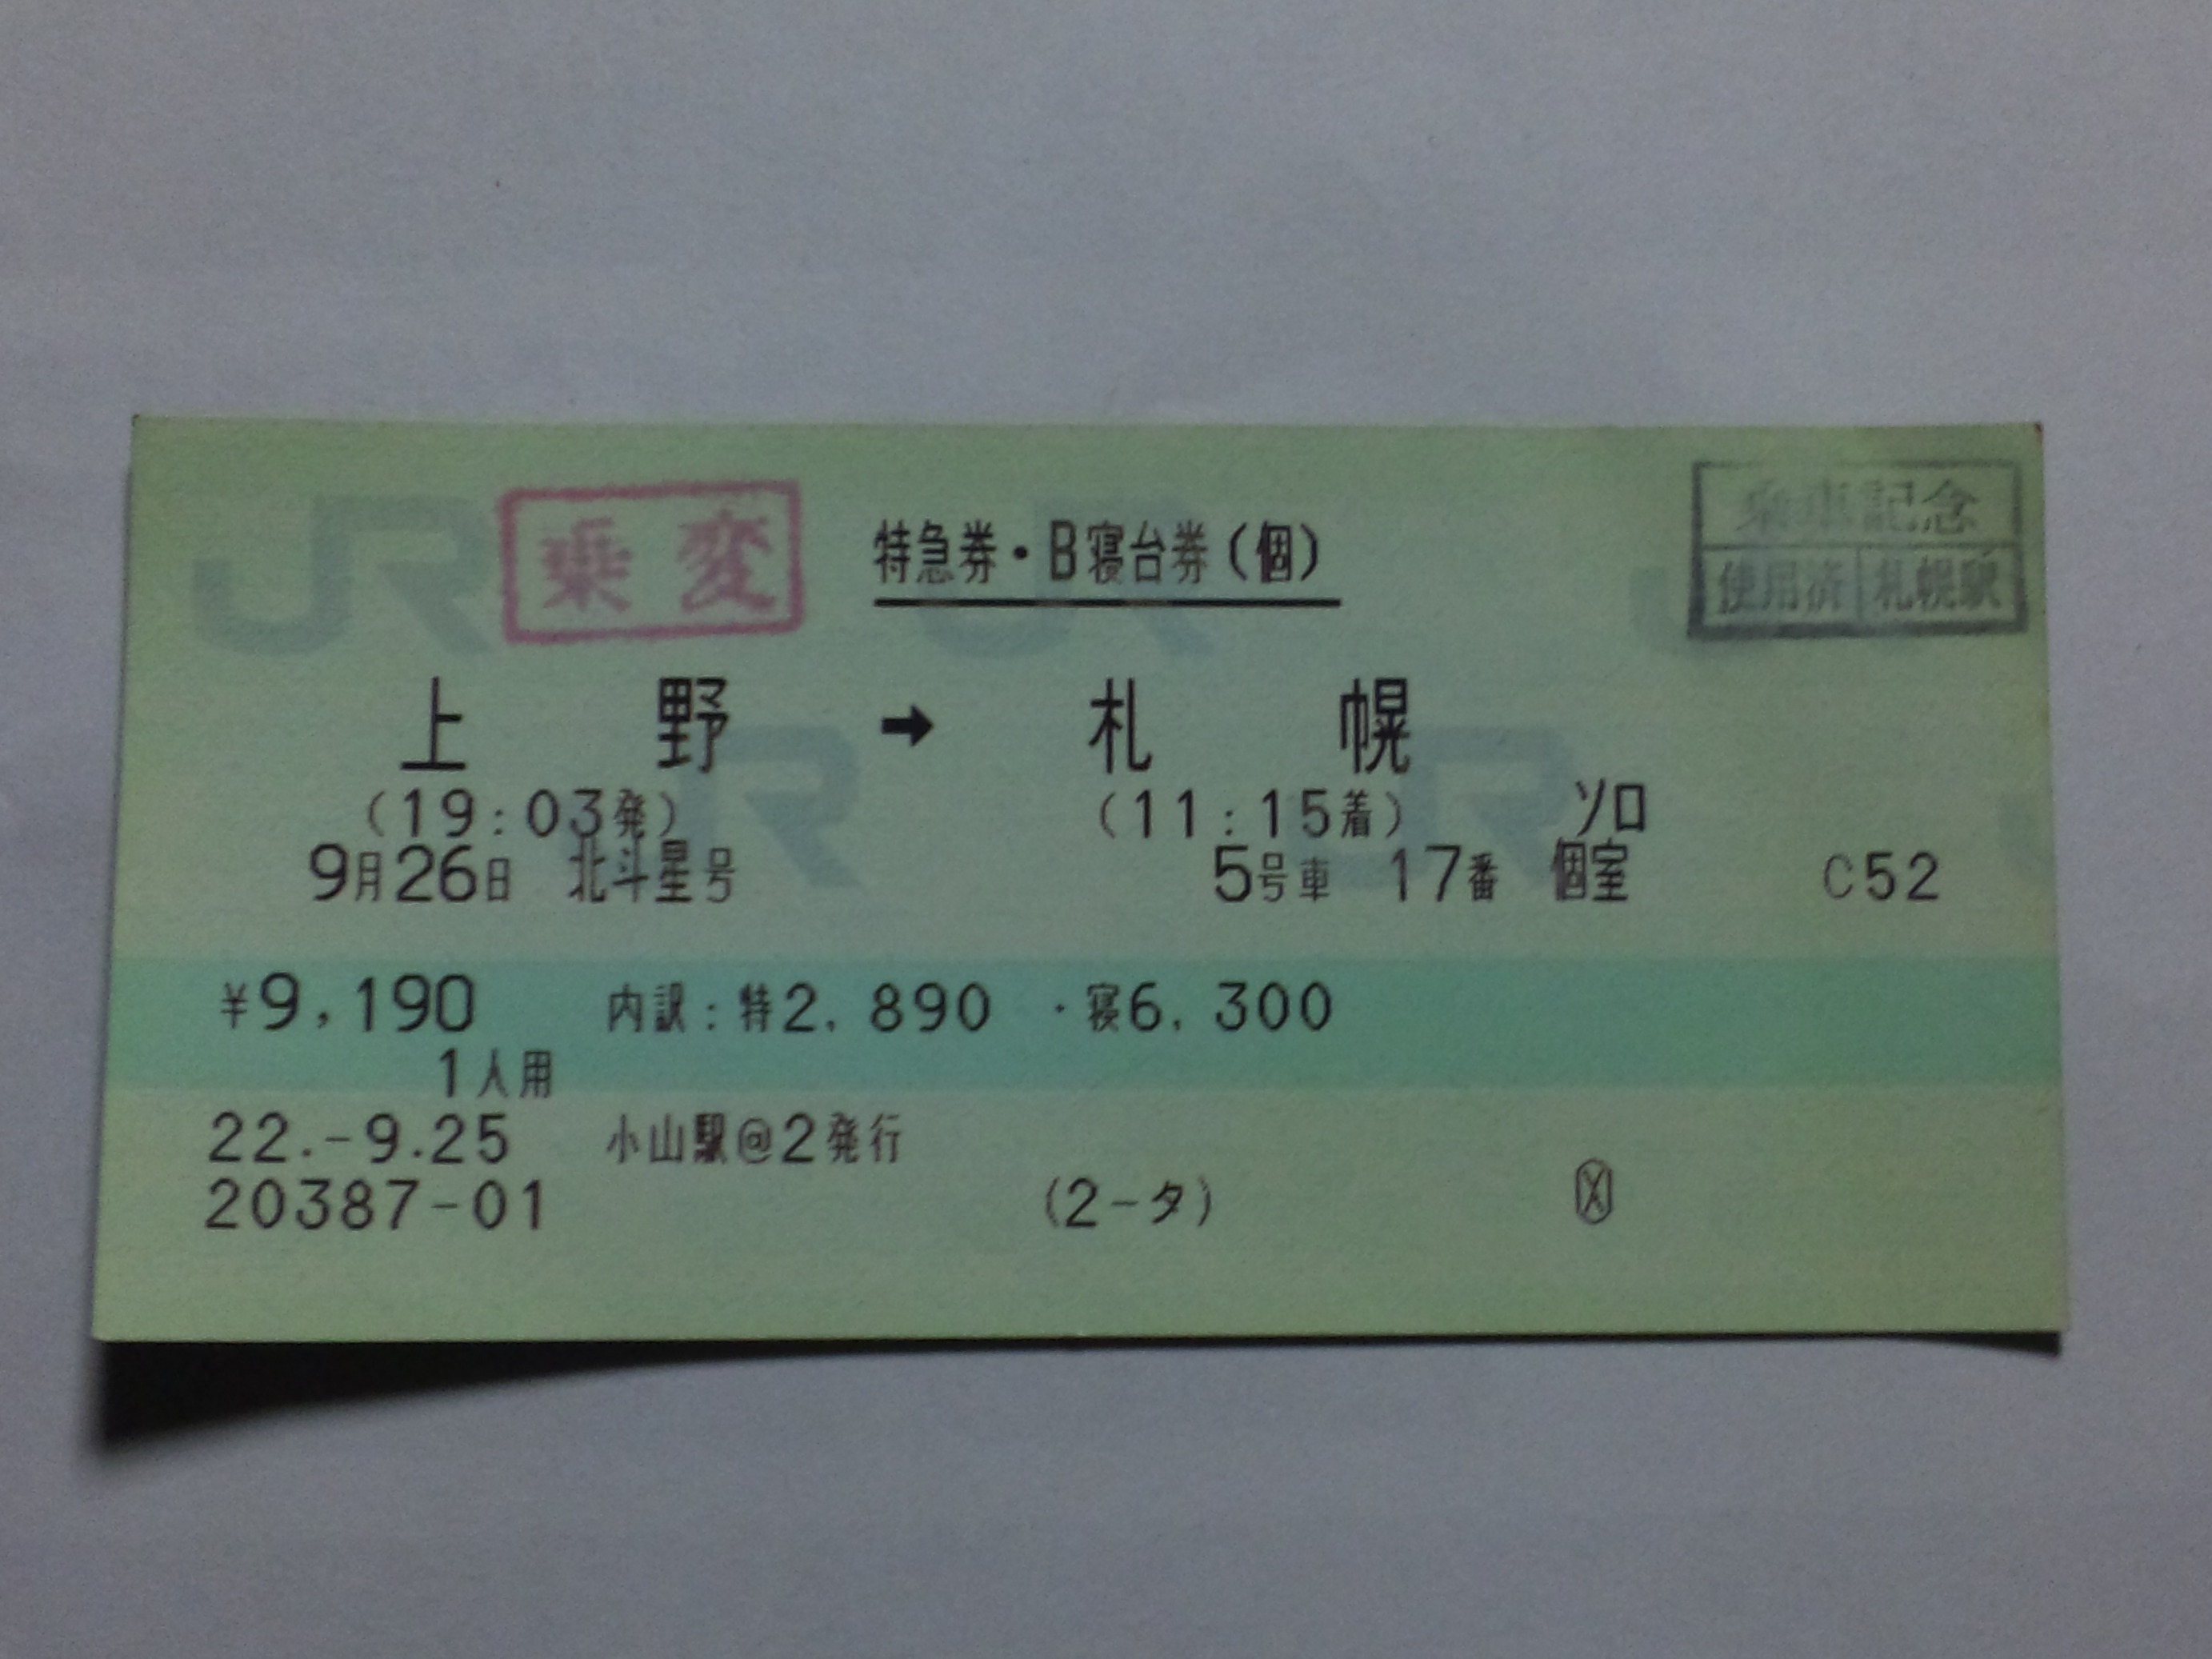 乗変 特急券・B寝台券(個) 乗車記念
使用済 札幌駅
上野 → 札幌
(19:03発) (11:15着) ソロ
9月26日 北斗星号 5号車 17番 個室 C52
¥9,190 内訳:特2,890 ・寝6,300
1人用
22.-9.25 小山駅@2発行
20387-01 (2-タ) Ⓧ
JR JR JR JR